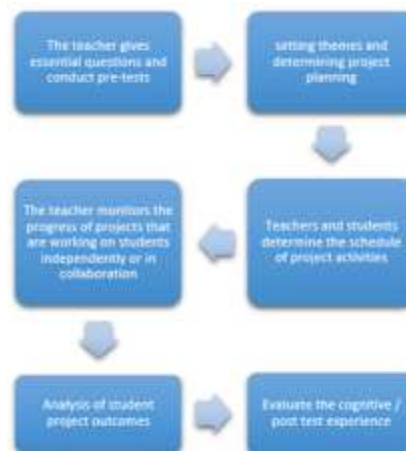 The teacher gives
essential questions and
conduct pre-tests
setting themes and
determining project
planning
Teachers and students
determine the schedule
of project activities
The teacher monitors the
progress of projects that
are working on students
independently or in
collaboration
Analysis of student
project outcomes
Evaluate the cognitive /
post test experience